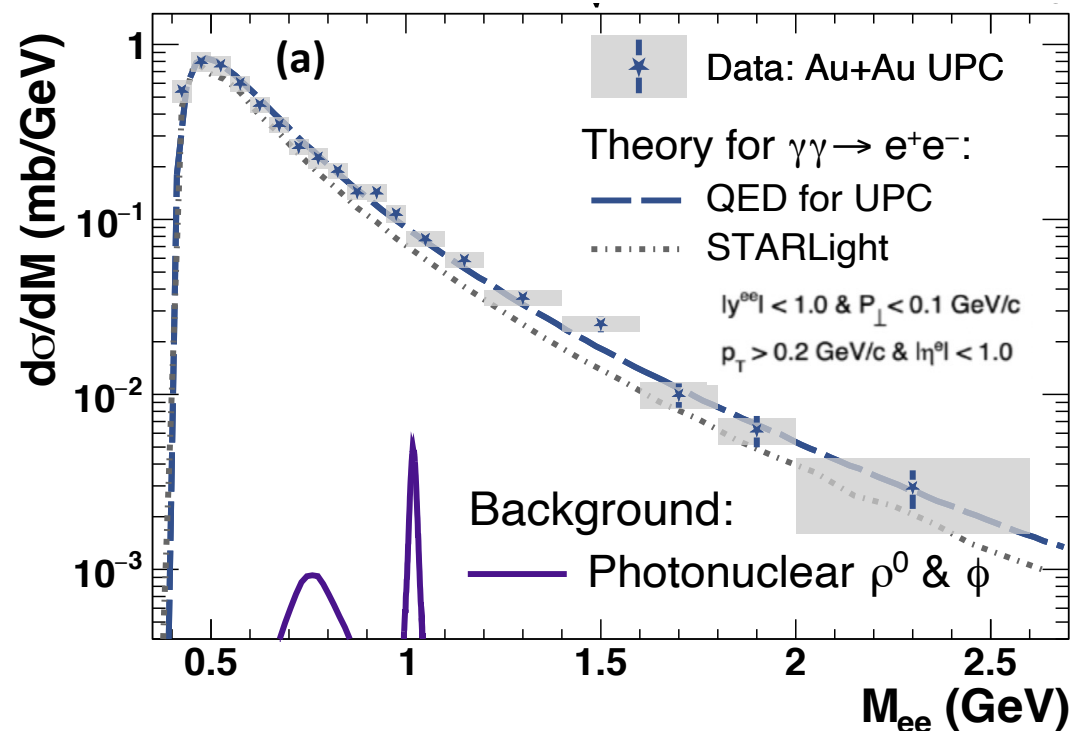 (a)
Data: Au+Au UPC
Theory for γγ→ e⁺e⁻:
QED for UPC
STARLight
|y^ee| < 1.0 & P_⊥ < 0.1 GeV/c
p_T > 0.2 GeV/c & |η^e| < 1.0
Background:
Photonuclear ρ⁰ & ϕ
dσ/dM (mb/GeV)
1
10⁻¹
10⁻²
10⁻³
0.5 1 1.5 2 2.5
M_ee (GeV)